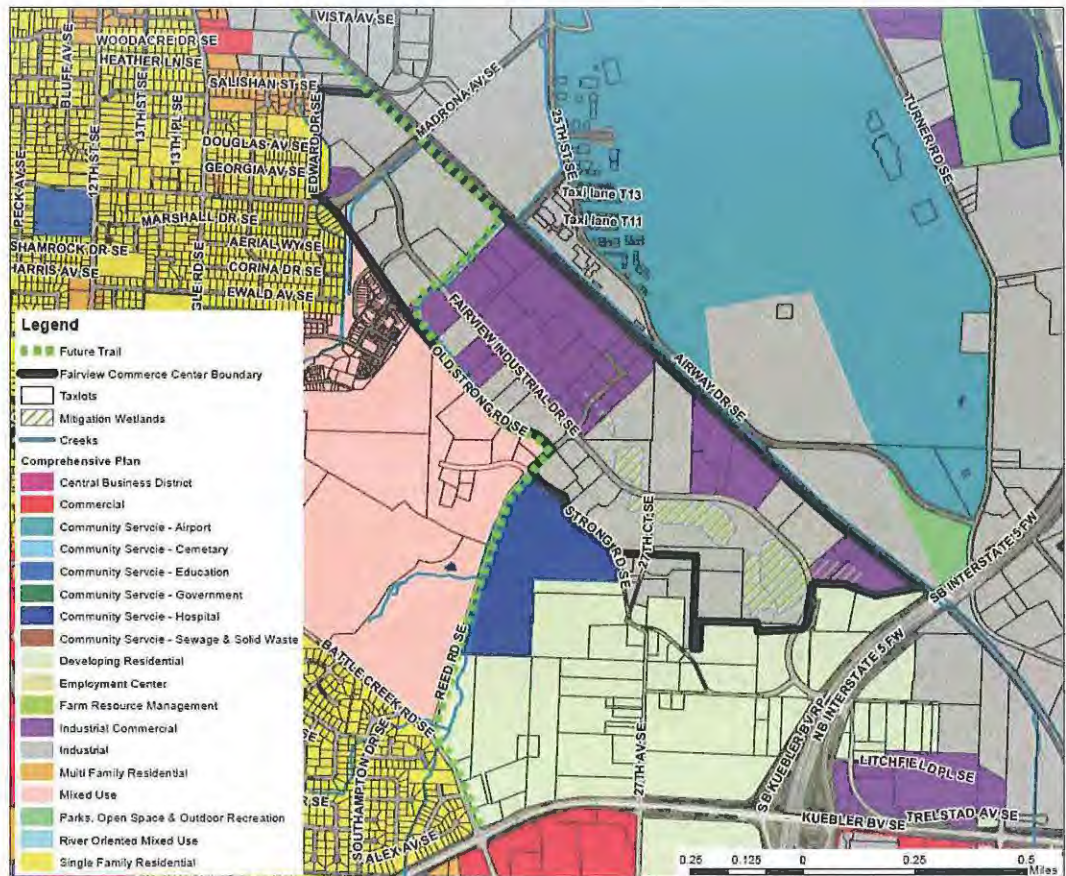 VISTA AV SE
WOODACRE DR SE
HEATHER LN SE
BLUFF AV SE
13TH ST SE
SALISHAN ST SE
MADRONA AV SE
25TH ST SE
TURNER RD SE
13TH PL SE
DOUGLAS AV SE
EDWARD DR SE
PECK AV SE
12TH ST SE
GEORGIA AV SE
Taxi lane T13
MARSHALL DR SE
Taxi lane T11
SHAMROCK DR SE
AERIAL WY SE
HARRIS AV SE
CORINA DR SE
GLE RD SE
EWALD AV SE
FAIRVIEW INDUSTRIAL DR SE
OLD STRONG RD SE
AIRWAY DR SE
STRONG RD SE
27TH CT SE
SB INTERSTATE 5 FW
NB INTERSTATE 5 FW
REED RD SE
BATTLE CREEK RD SE
SB KUEBLER BV RP
SOUTHAMPTON DR SE
R SE
27TH AV SE
LITCHFIELD PL SE
TRELSTAD AV SE
KUEBLER BV SE
ALEX AV SE
Legend
Future Trail
Fairview Commerce Center Boundary
Taxlots
Mitigation Wetlands
Creeks
Comprehensive Plan
Central Business District
Commercial
Community Servcie - Airport
Community Servcie - Cemetary
Community Servcie - Education
Community Servcie - Government
Community Servcie - Hospital
Community Servcie - Sewage & Solid Waste
Developing Residential
Employment Center
Farm Resource Management
Industrial Commercial
Industrial
Multi Family Residential
Mixed Use
Parks, Open Space & Outdoor Recreation
River Oriented Mixed Use
Single Family Residential
0.25 0.125 0 0.25 0.5
Miles